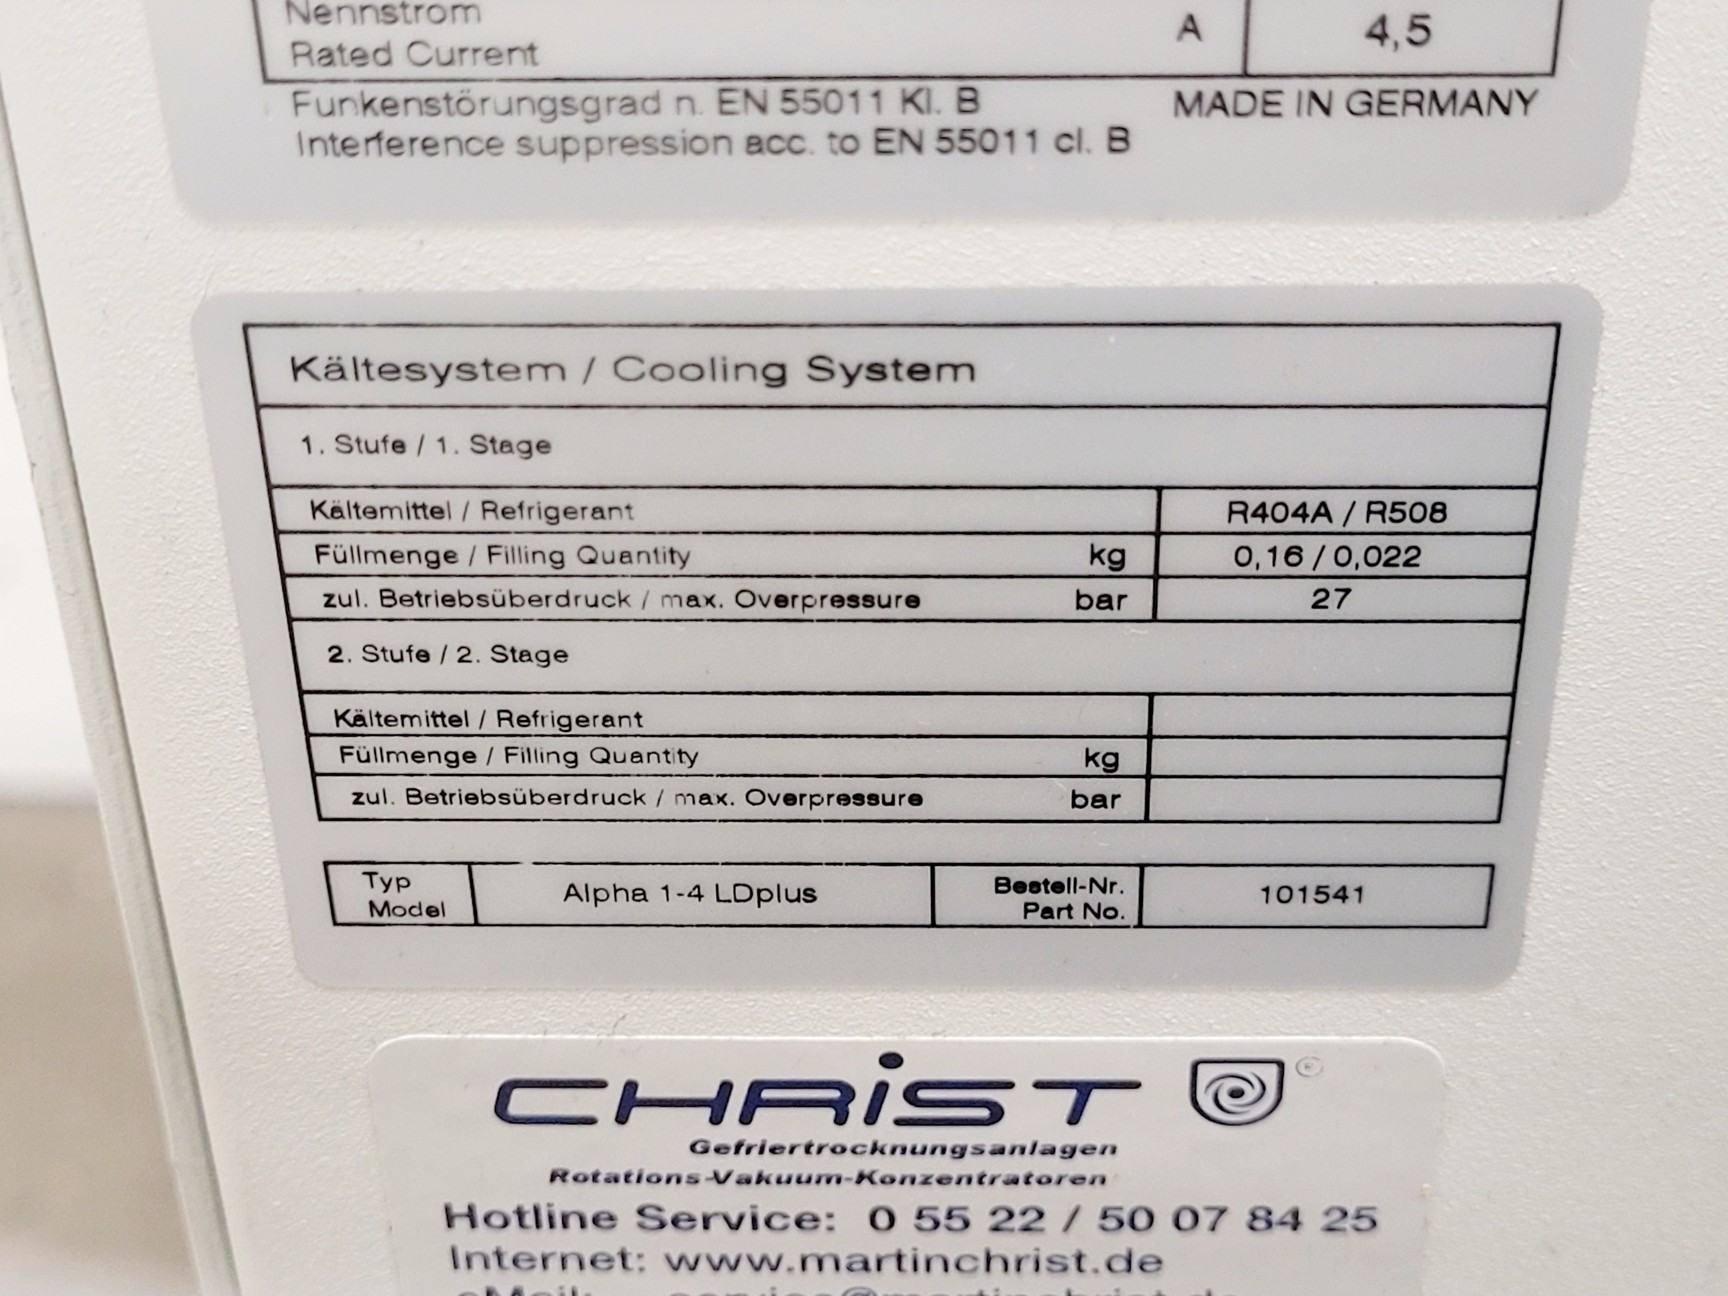 Nennstrom
Rated Current A 4,5
Funkenstörungsgrad n. EN 55011 Kl. B MADE IN GERMANY
Interference suppression acc. to EN 55011 cl. B
Kältesystem / Cooling System
1. Stufe / 1. Stage
Kältemittel / Refrigerant R404A / R508
Füllmenge / Filling Quantity kg 0,16 / 0,022
zul. Betriebsüberdruck / max. Overpressure bar 27
2. Stufe / 2. Stage
Kältemittel / Refrigerant
Füllmenge / Filling Quantity kg
zul. Betriebsüberdruck / max. Overpressure bar
Typ Alpha 1-4 LDplus Bestell-Nr. 101541
Model Part No.
CHRiST ®
Gefriertrocknungsanlagen
Rotations-Vakuum-Konzentratoren
Hotline Service: 0 55 22 / 50 07 84 25
Internet: www.martinchrist.de
eMail: service@martinchrist.de